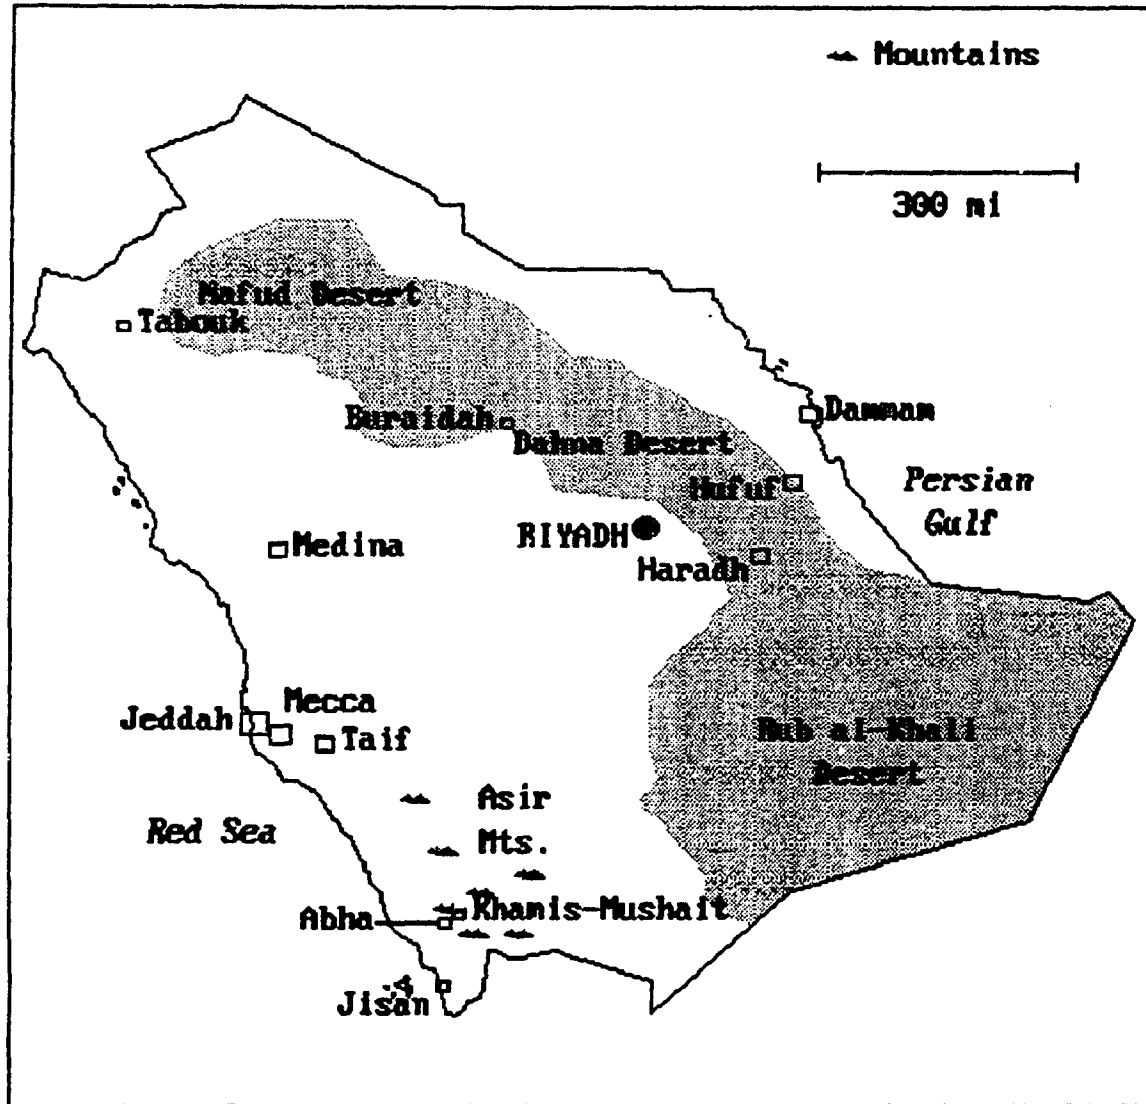 Mountains
300 mi
Nafud Desert
Tabouk
Buraidah
Dahna Desert
Dammam
Hufuf
Persian
Gulf
RIYADH
Haradh
Medina
Mecca
Jeddah
Taif
Rub al-Khali
Desert
Asir
Mts.
Red Sea
Khamis-Mushait
Abha
Jisan